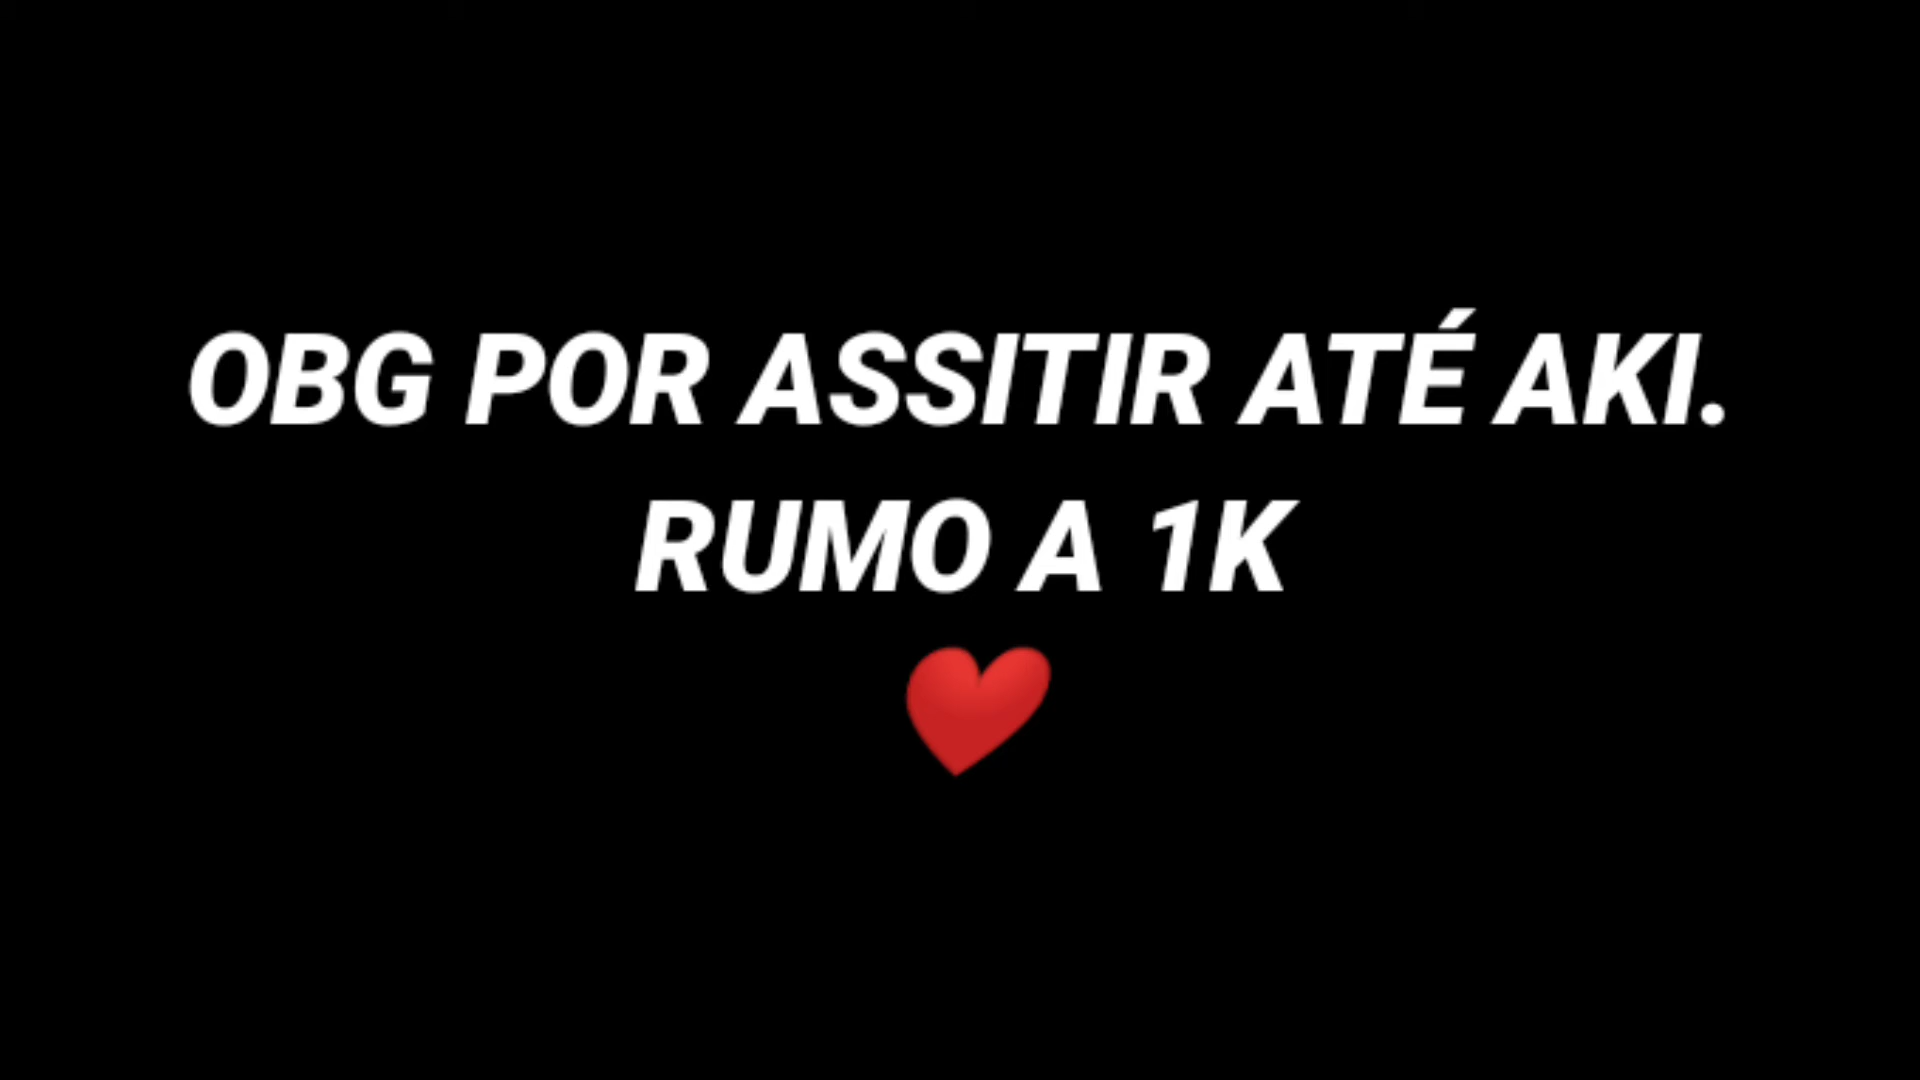 OBG POR ASSITIR ATÉ AKI.
RUMO A 1K
❤️